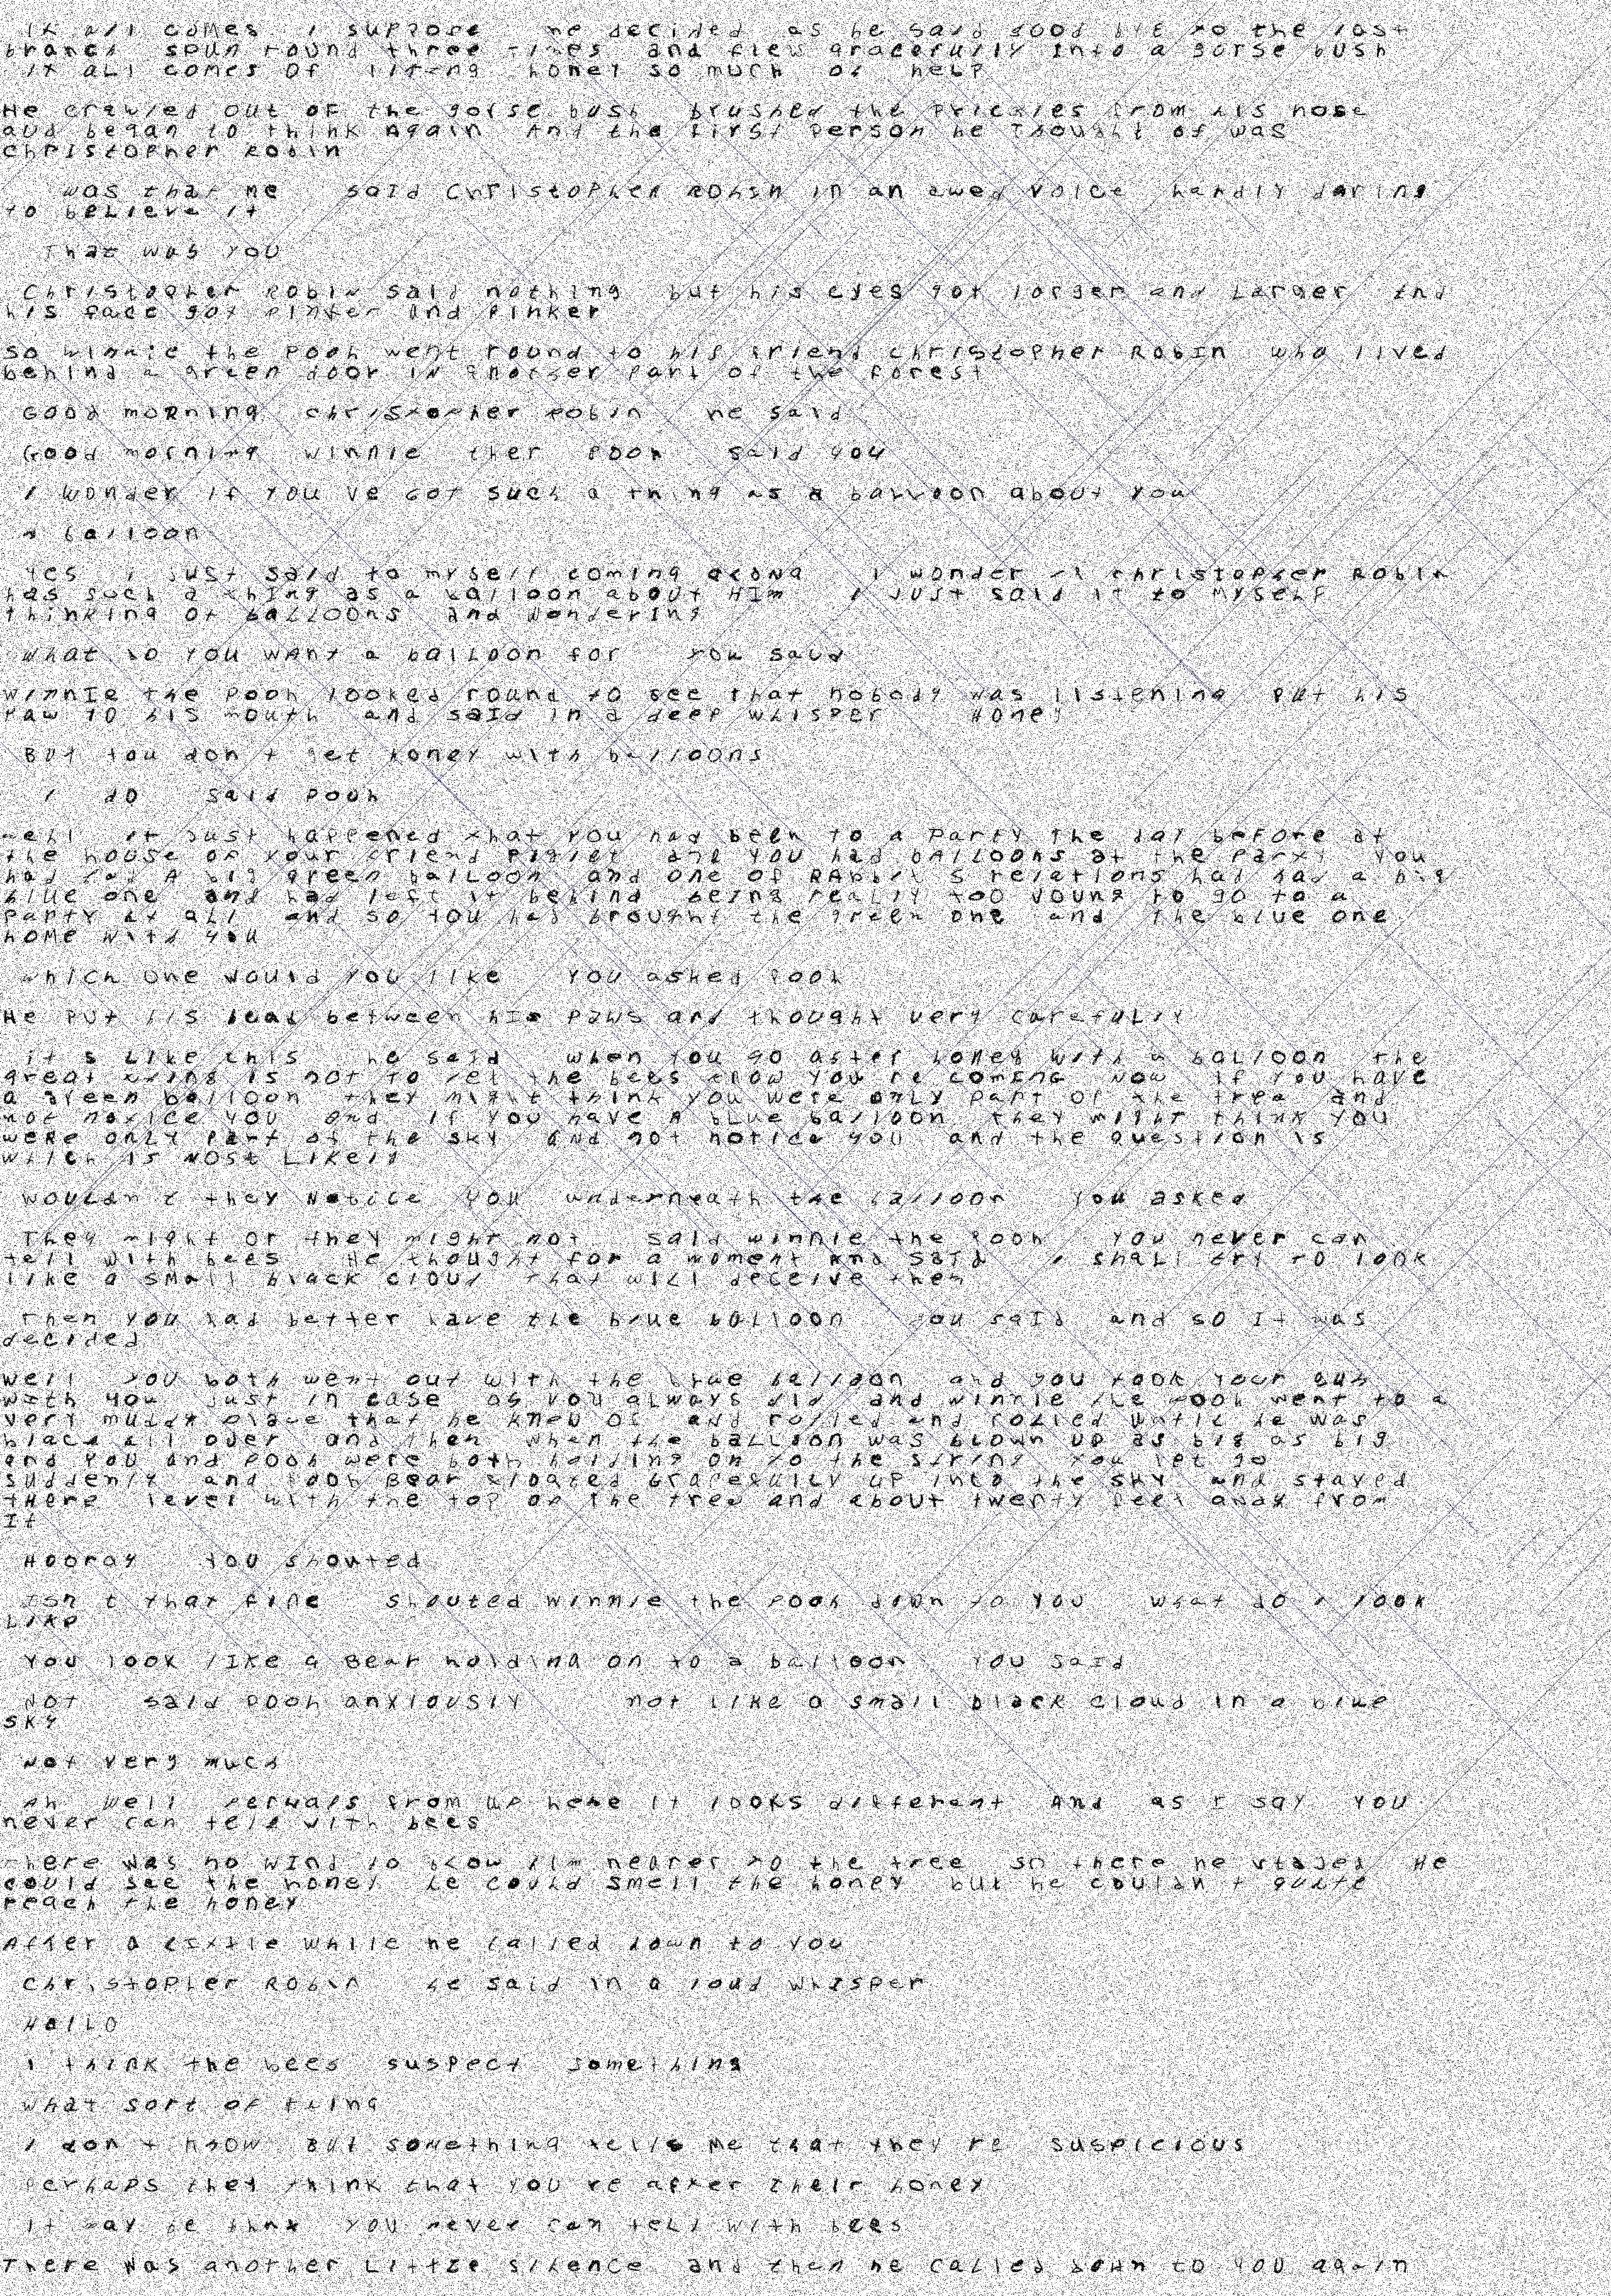 it all comes i suppose he decided as he said good bye to the last
branch spun round three times and flew gracefully into a gorse bush
it all comes of liking honey so much oh help
He crawled out of the gorse bush brushed the prickles from his nose
and began to think again And the first person he thought of was
Christopher Robin
was that me said Christopher Robin in an awed voice hardly daring
to believe it
That was you
Christopher Robin said nothing but his eyes got larger and larger and
his face got pinker and pinker
so winnie the Pooh went round to his friend Christopher Robin who lived
behind a green door in another part of the forest
Good morning christopher robin he said
Good morning winnie ther Pooh said you
I wonder if you ve got such a thing as a balloon about you
a balloon
yes i just said to myself coming along i wonder if christopher Robin
has such a thing as a balloon about Him i just said it to myself
thinking of balloons and wondering
what do you want a balloon for you said
winnie the Pooh looked round to see that nobody was listening put his
paw to his mouth and said in a deep whisper Honey
But you don t get honey with balloons
I do said Pooh
well it just happened that you had been to a party the day before at
the house of your friend Piglet and you had balloons at the party you
had had a big green balloon and one of Rabbit s relations had had a big
blue one and had left it behind being really too young to go to a
party at all and so you had brought the green one and the blue one
home with you
which one would you like you asked Pooh
He put his head between his paws and thought very carefully
it s like this he said when you go after honey with a balloon the
great thing is not to let the bees know you re coming Now if you have
a green balloon they might think you were only part of the tree and
not notice you and if you have a blue balloon they might think you
were only part of the sky and not notice you and the question is
which is most likely
wouldn t they notice you underneath the balloon you asked
They might or they might not said winnie the Pooh you never can
tell with bees He thought for a moment and said i shall try to look
like a small black cloud that will deceive them
Then you had better have the blue balloon you said and so it was
decided
well you both went out with the blue balloon and you took your gun
with you just in case as you always did and winnie the Pooh went to a
very muddy place that he knew of and rolled and rolled until he was
black all over and then when the balloon was blown up as big as big
and you and Pooh were both holding on to the string you let go
suddenly and Pooh Bear floated gracefully up into the sky and stayed
there level with the top of the tree and about twenty feet away from
it
Hooray you shouted
Isn t that fine shouted winnie the Pooh down to you what do i look
like
You look like a Bear holding on to a balloon you said
Not said Pooh anxiously not like a small black cloud in a blue
sky
Not very much
Ah well perhaps from up here it looks different And as i say you
never can tell with bees
There was no wind to blow him nearer to the tree so there he stayed He
could see the honey he could smell the honey but he couldn t quite
reach the honey
After a little while he called down to you
Christopher Robin he said in a loud whisper
Hallo
I think the bees suspect something
what sort of thing
I don t know But something tells me that they re suspicious
Perhaps they think that you re after their honey
it may be that you never can tell with bees
There was another little silence and then he called down to you again